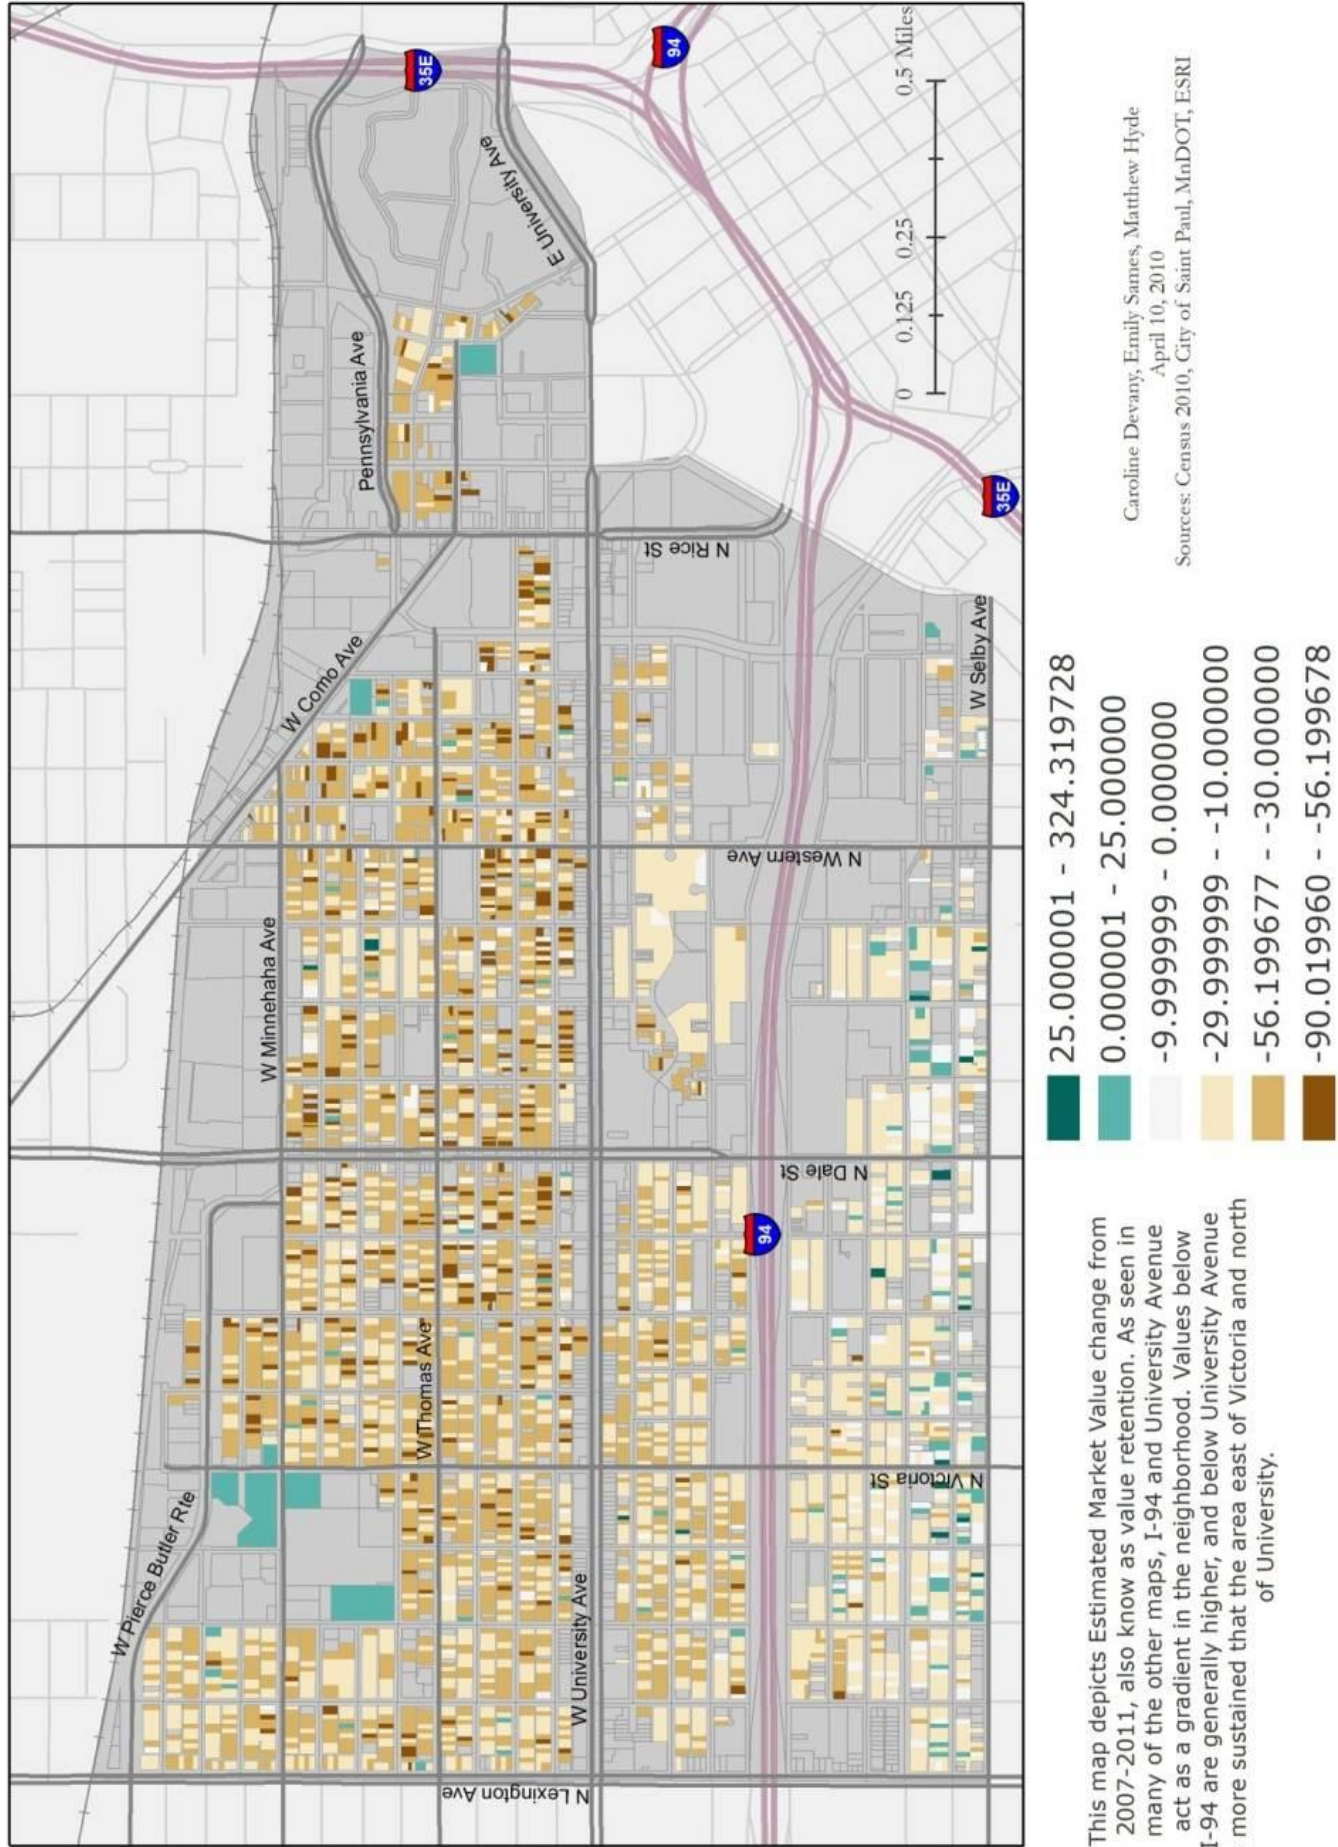 W Pierce Butler Rte
W Minnehaha Ave
W Como Ave
Pennsylvania Ave
35E
94
E University Ave
W Thomas Ave
W University Ave
N Lexington Ave
N Victoria St
N Dale St
N Western Ave
N Rice St
94
W Selby Ave
35E
0 0.125 0.25 0.5 Miles
This map depicts Estimated Market Value change from
2007-2011, also know as value retention. As seen in
many of the other maps, I-94 and University Avenue
act as a gradient in the neighborhood. Values below
I-94 are generally higher, and below University Avenue
more sustained that the area east of Victoria and north
of University.
25.000001 - 324.319728
0.000001 - 25.000000
-9.999999 - 0.000000
-29.999999 - -10.000000
-56.199677 - -30.000000
-90.019960 - -56.199678
Caroline Devany, Emily Sames, Matthew Hyde
April 10, 2010
Sources: Census 2010, City of Saint Paul, MnDOT, ESRI